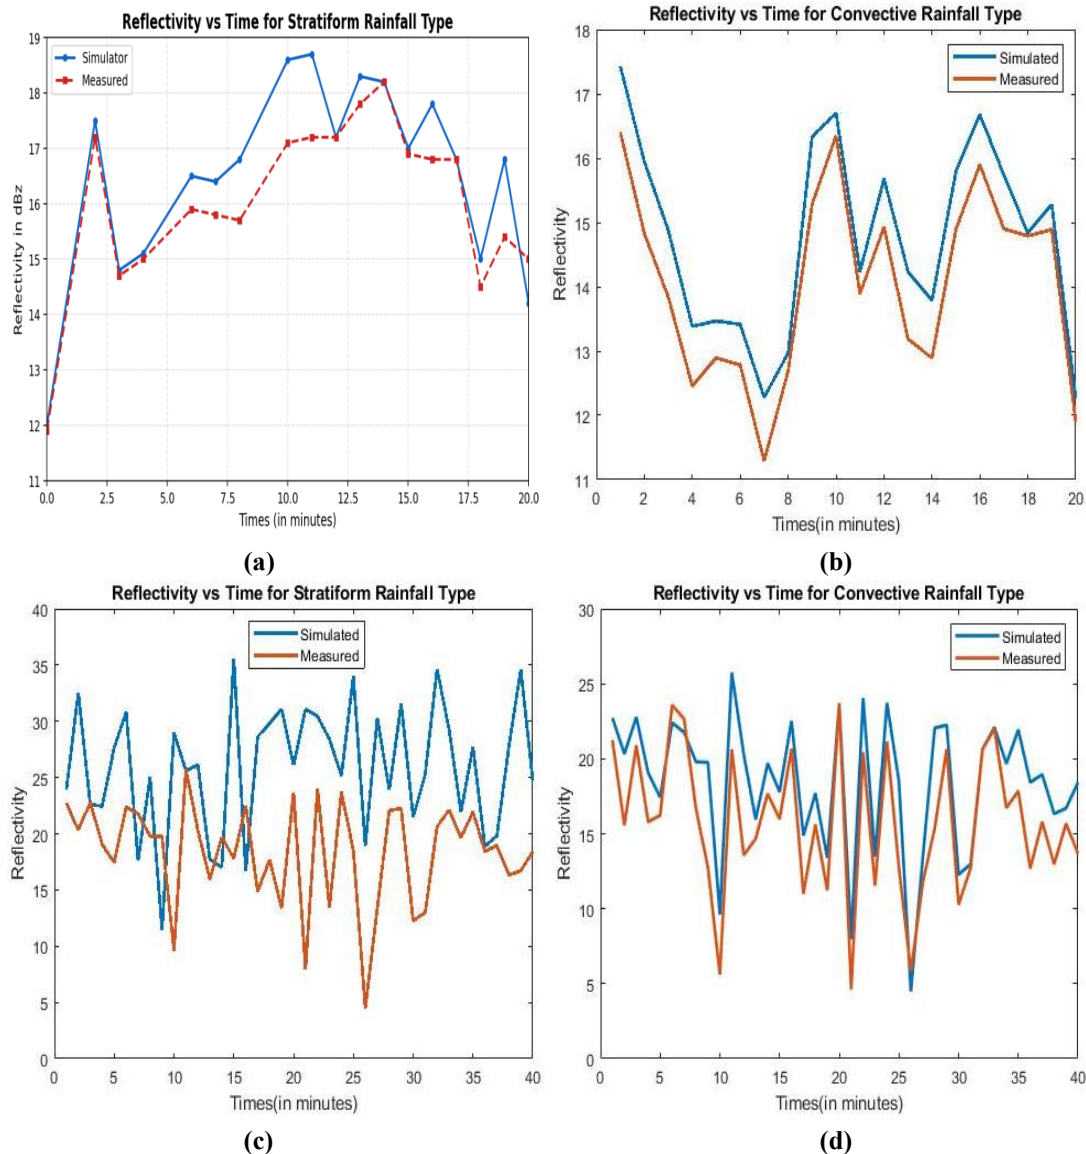 Reflectivity vs Time for Stratiform Rainfall Type
Reflectivity in dBz
19
18
17
16
15
14
13
12
11
Simulator
Measured
0.0 2.5 5.0 7.5 10.0 12.5 15.0 17.5 20.0
Times (in minutes)
(a)
Reflectivity vs Time for Convective Rainfall Type
Reflectivity
18
17
16
15
14
13
12
11
Simulated
Measured
0 2 4 6 8 10 12 14 16 18 20
Times(in minutes)
(b)
Reflectivity vs Time for Stratiform Rainfall Type
Reflectivity
40
35
30
25
20
15
10
5
0
Simulated
Measured
0 5 10 15 20 25 30 35 40
Times(in minutes)
(c)
Reflectivity vs Time for Convective Rainfall Type
Reflectivity
30
25
20
15
10
5
0
Simulated
Measured
0 5 10 15 20 25 30 35 40
Times(in minutes)
(d)